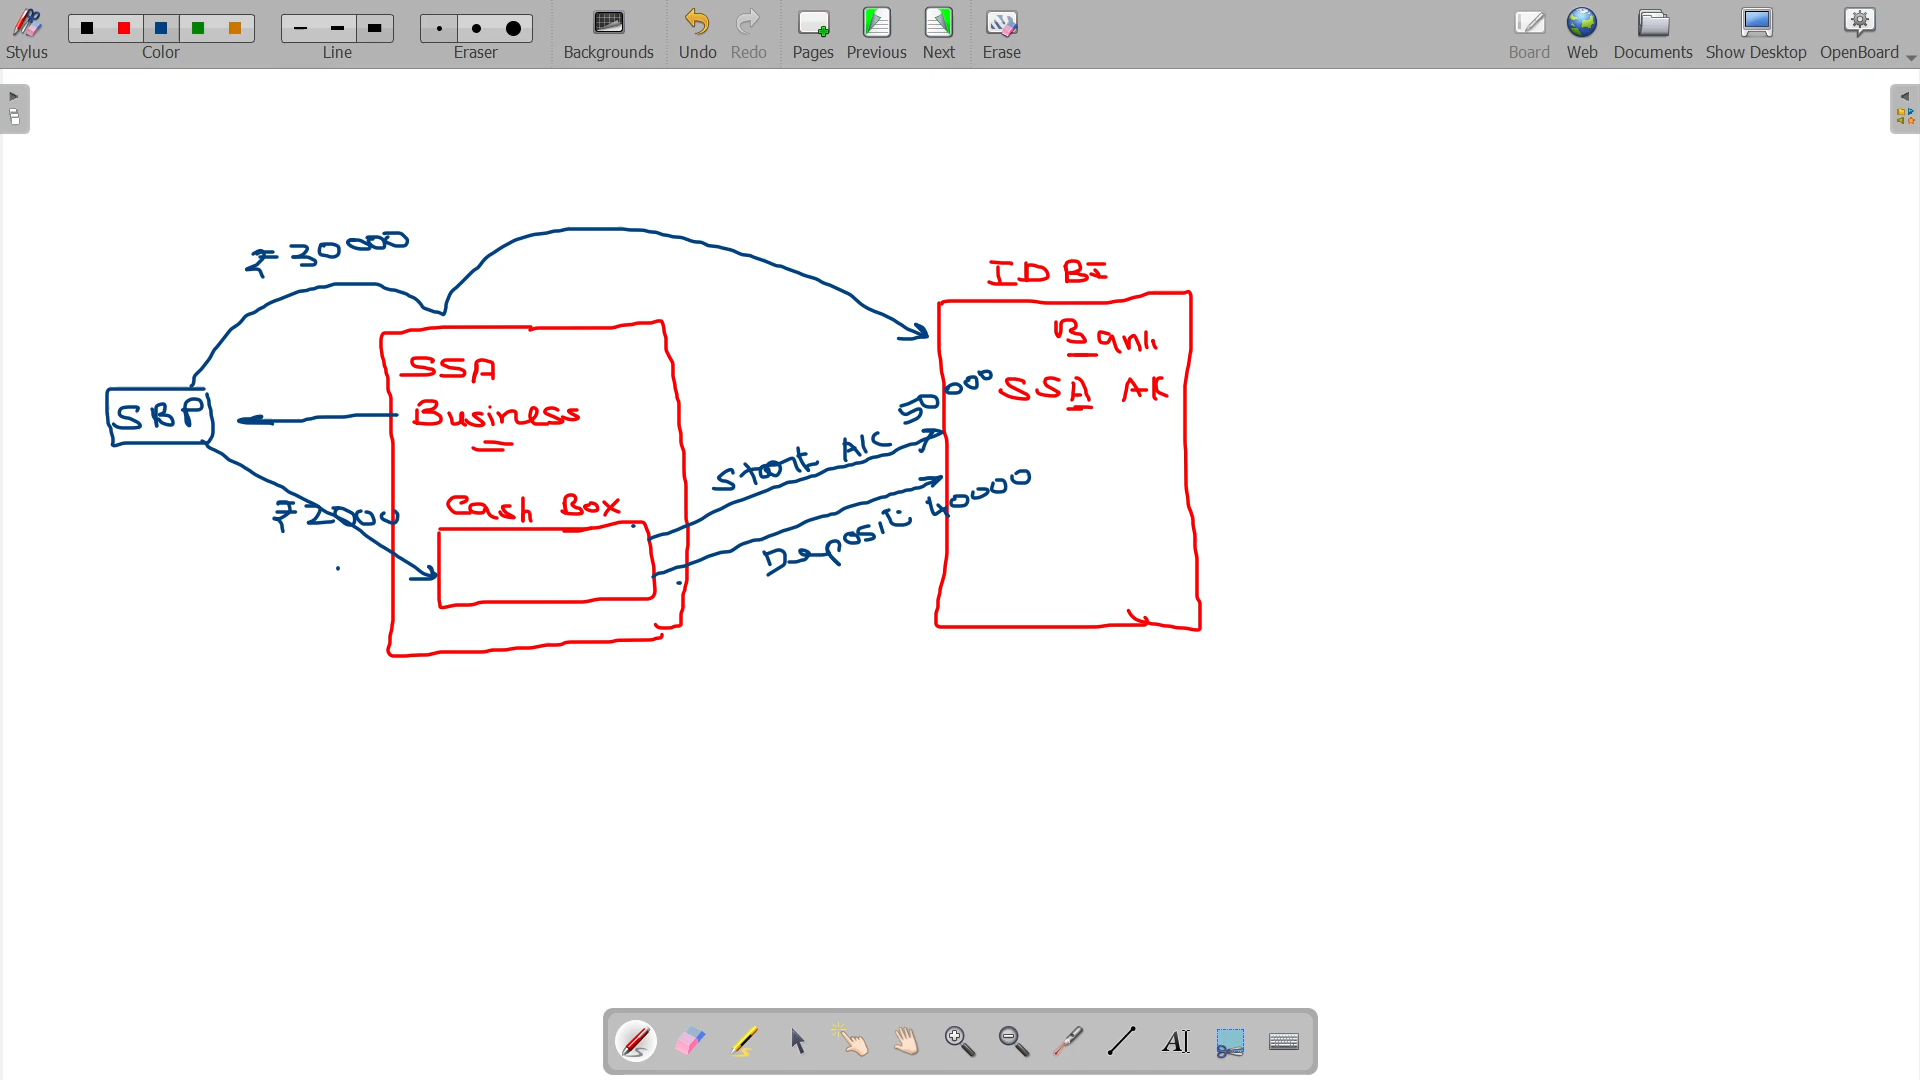 Stylus
Color
Line
Eraser
Backgrounds
Undo
Redo
Pages
Previous
Next
Erase
Board
Web
Documents
Show Desktop
OpenBoard
₹ 30000
IDBI
Bank
SSA
SSA A/C
Business
SBP
50000
Start A/C
Cash Box
₹ 2000
Deposit 40000